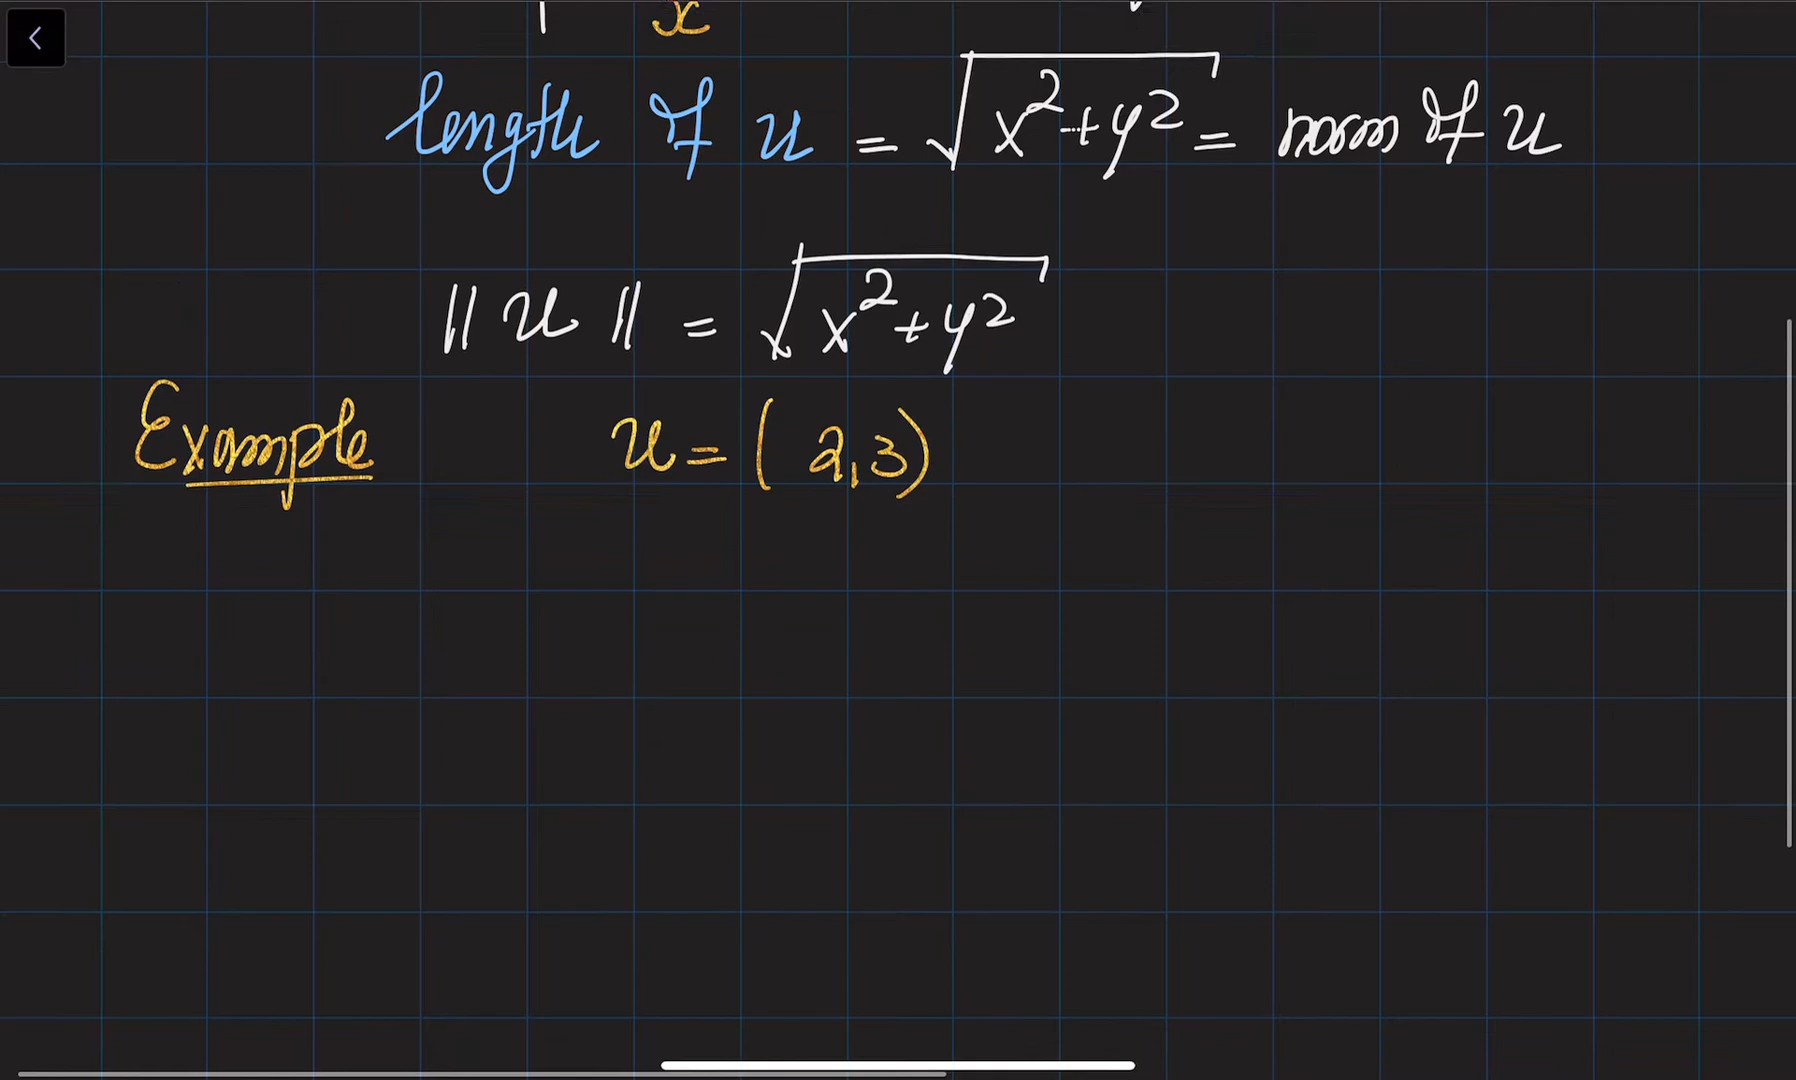 x
length of u = √x²+y² = norm of u
‖u‖ = √x²+y²
Example u = (2,3)